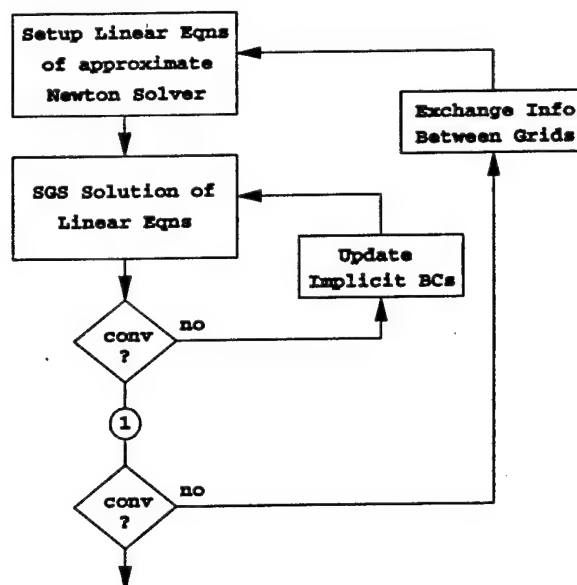 Setup Linear Eqns
of approximate
Newton Solver
Exchange Info
Between Grids
SGS Solution of
Linear Eqns
Update
Implicit BCs
conv
?
no
1
conv
?
no